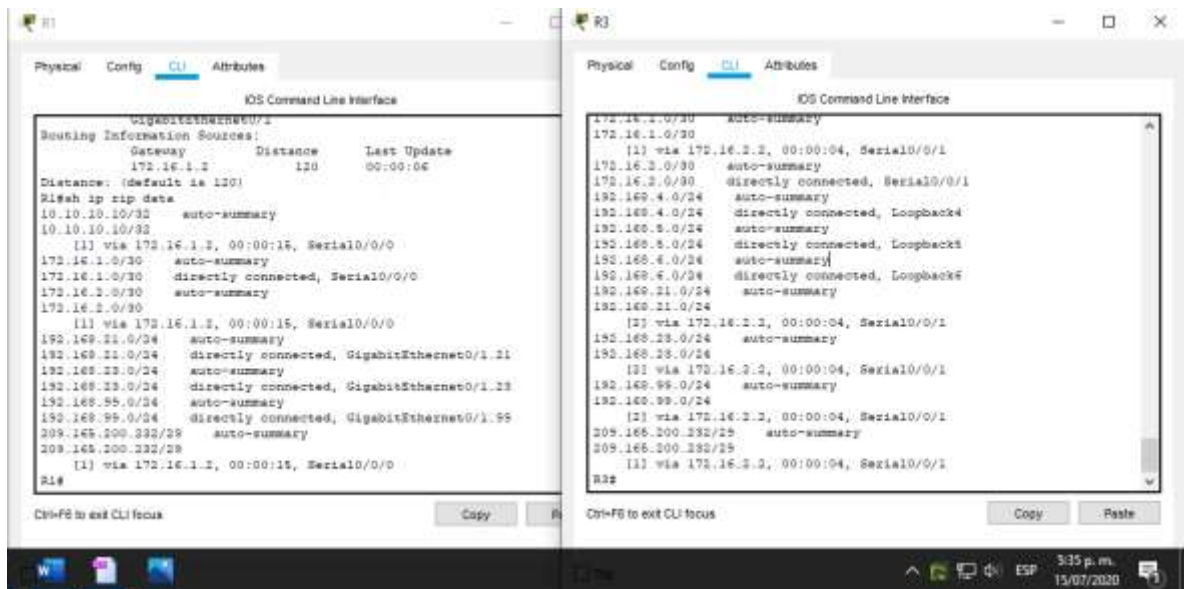 R1
Physical Config CLI Attributes
IOS Command Line Interface
GigabitEthernet0/1
Routing Information Sources:
Gateway Distance Last Update
172.16.1.2 120 00:00:06
Distance: (default is 120)
R1#sh ip rip data
10.10.10.10/32 auto-summary
10.10.10.10/32
[1] via 172.16.1.2, 00:00:15, Serial0/0/0
172.16.1.0/30 auto-summary
172.16.1.0/30 directly connected, Serial0/0/0
172.16.2.0/30 auto-summary
172.16.2.0/30
[1] via 172.16.1.2, 00:00:15, Serial0/0/0
192.168.21.0/24 auto-summary
192.168.21.0/24 directly connected, GigabitEthernet0/1.21
192.168.23.0/24 auto-summary
192.168.23.0/24 directly connected, GigabitEthernet0/1.23
192.168.99.0/24 auto-summary
192.168.99.0/24 directly connected, GigabitEthernet0/1.99
209.165.200.232/29 auto-summary
209.165.200.232/29
[1] via 172.16.1.2, 00:00:15, Serial0/0/0
R1#
Ctrl+F6 to exit CLI focus
Copy
R3
Physical Config CLI Attributes
IOS Command Line Interface
172.16.1.0/30 auto-summary
172.16.1.0/30
[1] via 172.16.2.2, 00:00:04, Serial0/0/1
172.16.2.0/30 auto-summary
172.16.2.0/30 directly connected, Serial0/0/1
192.168.4.0/24 auto-summary
192.168.4.0/24 directly connected, Loopback4
192.168.5.0/24 auto-summary
192.168.5.0/24 directly connected, Loopback5
192.168.6.0/24 auto-summary
192.168.6.0/24 directly connected, Loopback6
192.168.21.0/24 auto-summary
192.168.21.0/24
[2] via 172.16.2.2, 00:00:04, Serial0/0/1
192.168.23.0/24 auto-summary
192.168.23.0/24
[2] via 172.16.2.2, 00:00:04, Serial0/0/1
192.168.99.0/24 auto-summary
192.168.99.0/24
[2] via 172.16.2.2, 00:00:04, Serial0/0/1
209.165.200.232/29 auto-summary
209.165.200.232/29
[1] via 172.16.2.2, 00:00:04, Serial0/0/1
R3#
Ctrl+F6 to exit CLI focus
Copy Paste
ESP
5:35 p. m.
15/07/2020